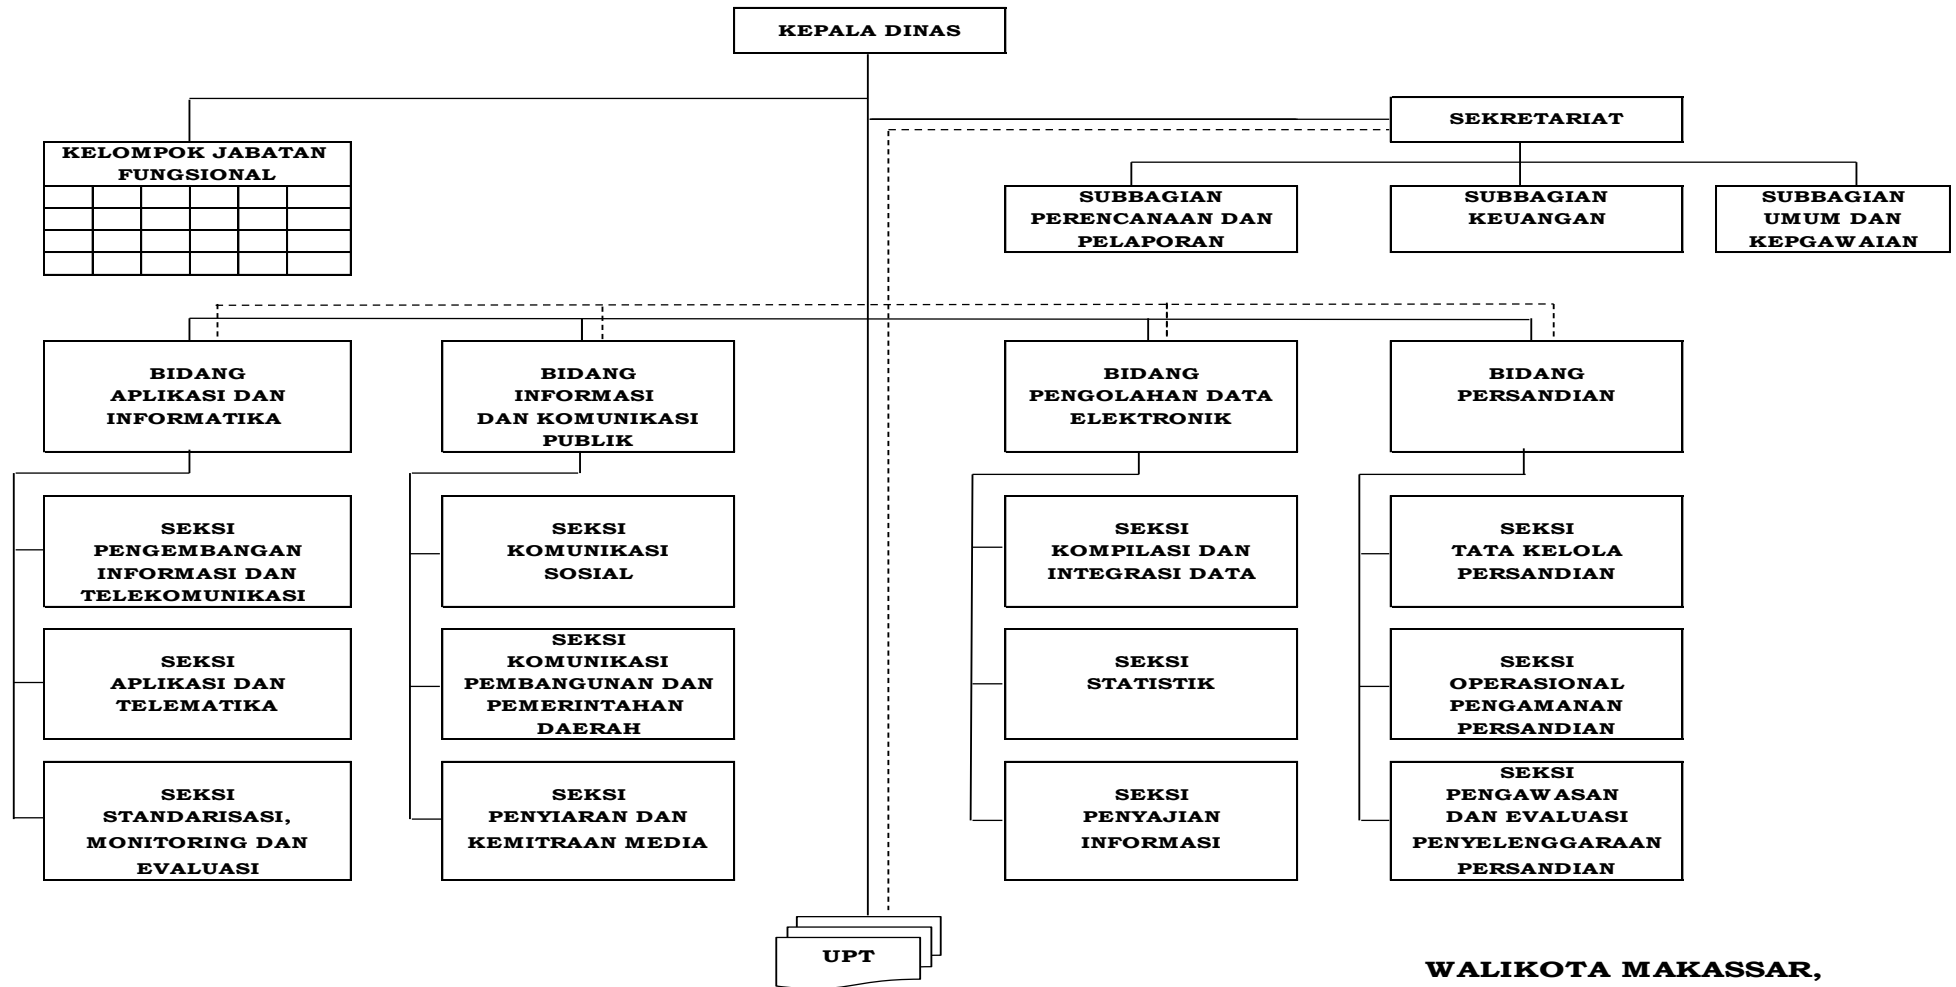 KEPALA DINAS
SEKRETARIAT
KELOMPOK JABATAN
FUNGSIONAL
SUBBAGIAN
PERENCANAAN DAN
PELAPORAN
SUBBAGIAN
KEUANGAN
SUBBAGIAN
UMUM DAN
KEPGAWAIAN
BIDANG
APLIKASI DAN
INFORMATIKA
BIDANG
INFORMASI
DAN KOMUNIKASI
PUBLIK
BIDANG
PENGOLAHAN DATA
ELEKTRONIK
BIDANG
PERSANDIAN
SEKSI
PENGEMBANGAN
INFORMASI DAN
TELEKOMUNIKASI
SEKSI
KOMUNIKASI
SOSIAL
SEKSI
KOMPILASI DAN
INTEGRASI DATA
SEKSI
TATA KELOLA
PERSANDIAN
SEKSI
APLIKASI DAN
TELEMATIKA
SEKSI
KOMUNIKASI
PEMBANGUNAN DAN
PEMERINTAHAN
DAERAH
SEKSI
STATISTIK
SEKSI
OPERASIONAL
PENGAMANAN
PERSANDIAN
SEKSI
STANDARISASI,
MONITORING DAN
EVALUASI
SEKSI
PENYIARAN DAN
KEMITRAAN MEDIA
SEKSI
PENYAJIAN
INFORMASI
SEKSI
PENGAWASAN
DAN EVALUASI
PENYELENGGARAAN
PERSANDIAN
UPT
WALIKOTA MAKASSAR,